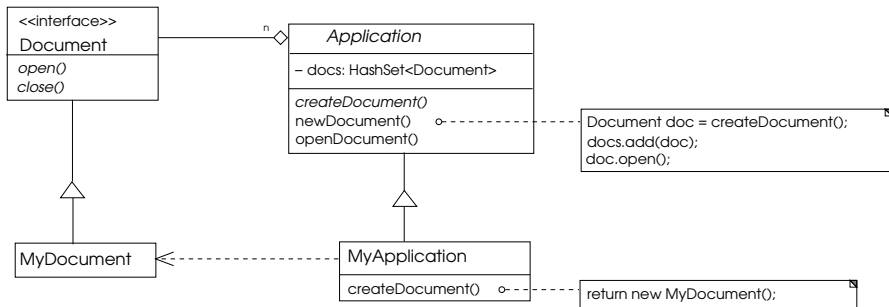 <<interface>>
Document
open()
close()
n
Application
– docs: HashSet<Document>
createDocument()
newDocument()
openDocument()
Document doc = createDocument();
docs.add(doc);
doc.open();
MyDocument
MyApplication
createDocument()
return new MyDocument();